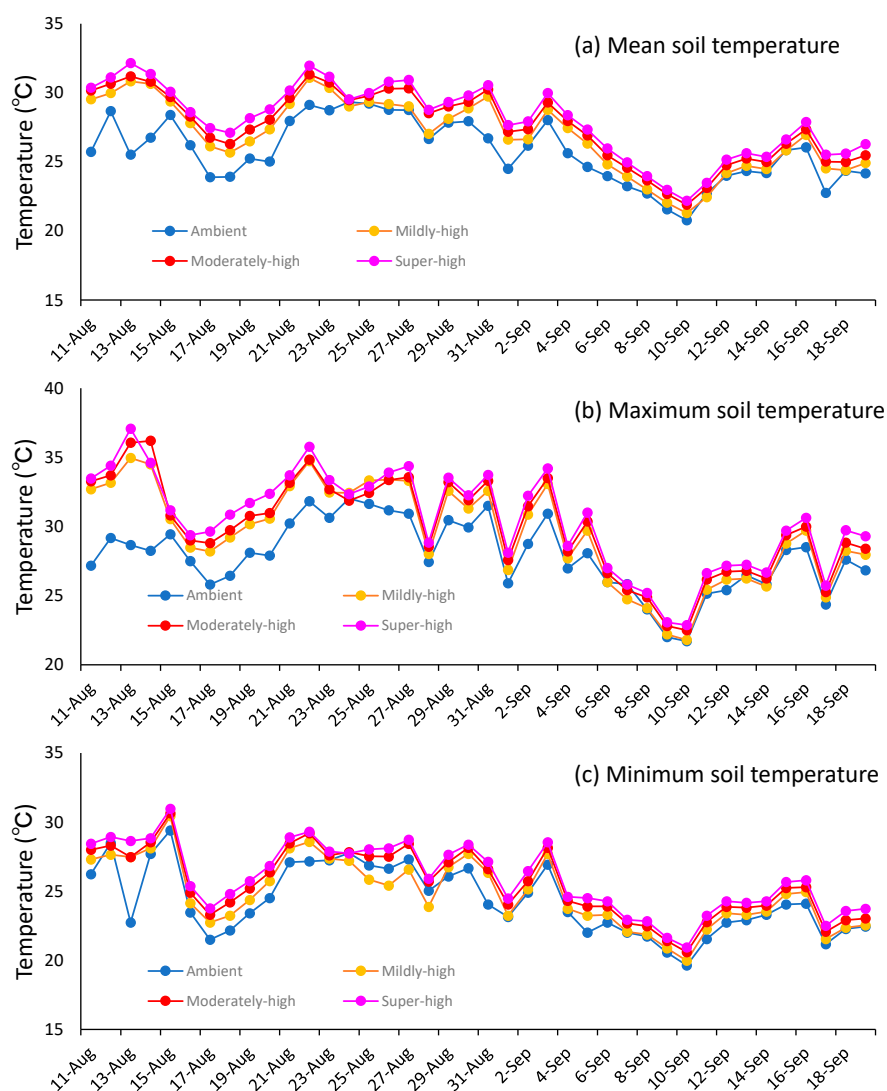 35
(a) Mean soil temperature
30
25
20
15
Temperature (℃)
Ambient Mildly-high
Moderately-high Super-high
11-Aug 13-Aug 15-Aug 17-Aug 19-Aug 21-Aug 23-Aug 25-Aug 27-Aug 29-Aug 31-Aug 2-Sep 4-Sep 6-Sep 8-Sep 10-Sep 12-Sep 14-Sep 16-Sep 18-Sep
40
(b) Maximum soil temperature
35
30
25
20
Temperature (℃)
Ambient Mildly-high
Moderately-high Super-high
11-Aug 13-Aug 15-Aug 17-Aug 19-Aug 21-Aug 23-Aug 25-Aug 27-Aug 29-Aug 31-Aug 2-Sep 4-Sep 6-Sep 8-Sep 10-Sep 12-Sep 14-Sep 16-Sep 18-Sep
35
(c) Minimum soil temperature
30
25
20
15
Temperature (℃)
Ambient Mildly-high
Moderately-high Super-high
11-Aug 13-Aug 15-Aug 17-Aug 19-Aug 21-Aug 23-Aug 25-Aug 27-Aug 29-Aug 31-Aug 2-Sep 4-Sep 6-Sep 8-Sep 10-Sep 12-Sep 14-Sep 16-Sep 18-Sep